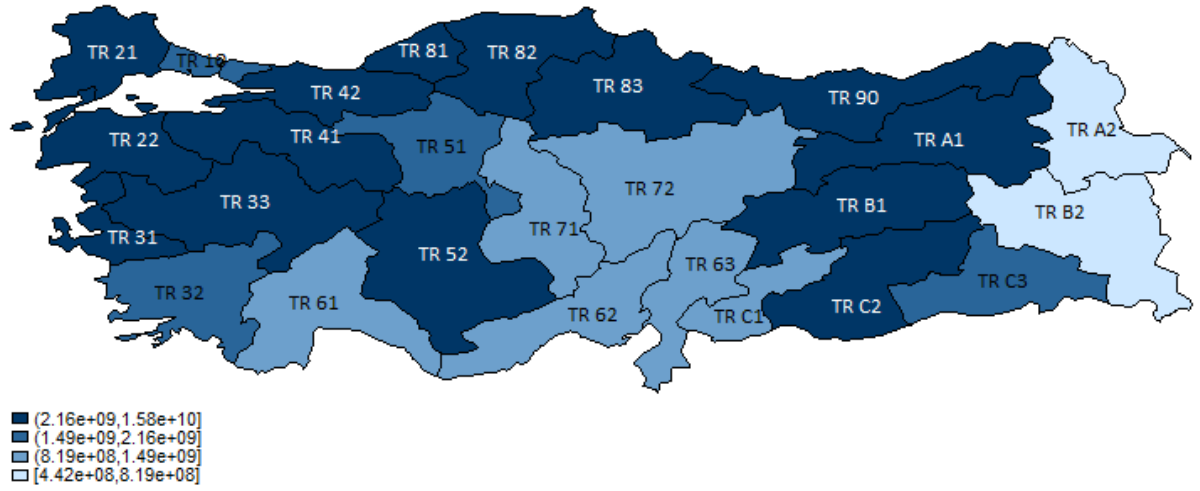 TR 21
TR 10
TR 81
TR 82
TR 42
TR 83
TR 90
TR 22
TR 41
TR 51
TR A1
TR A2
TR 33
TR 72
TR B1
TR B2
TR 31
TR 52
TR 71
TR 63
TR 32
TR 61
TR 62
TR C1
TR C2
TR C3
(2.16e+09,1.58e+10]
(1.49e+09,2.16e+09]
(8.19e+08,1.49e+09]
[4.42e+08,8.19e+08]